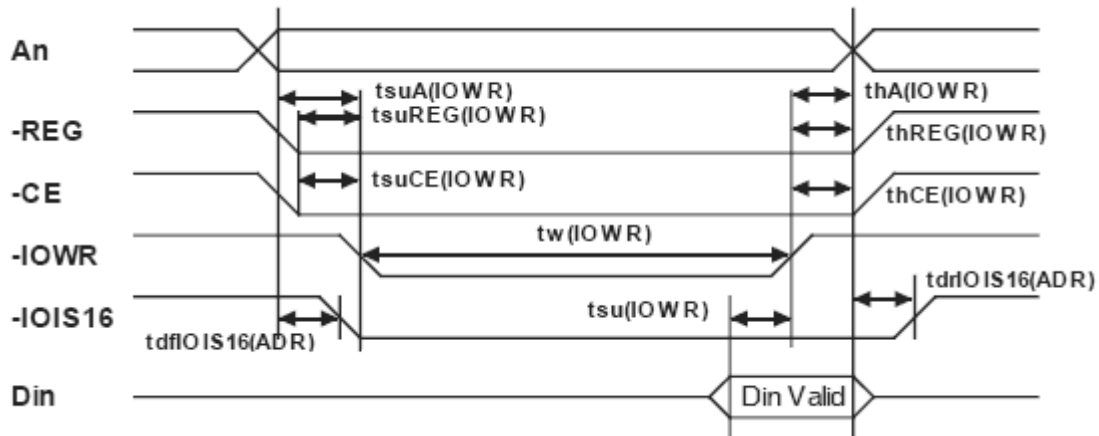 An
tsuA(IOWR)
thA(IOWR)
tsuREG(IOWR)
-REG
thREG(IOWR)
tsuCE(IOWR)
-CE
thCE(IOWR)
tw(IOWR)
-IOWR
tdrIOIS16(ADR)
tsu(IOWR)
-IOIS16
tdfIOIS16(ADR)
Din
Din Valid